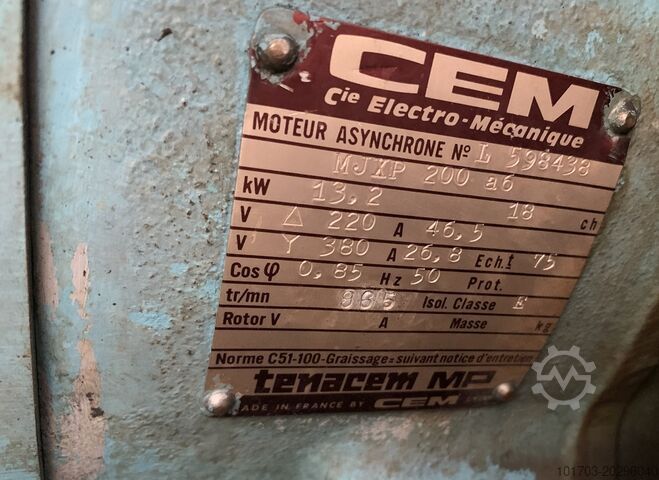 CEM
Cie Electro-Mécanique
MOTEUR ASYNCHRONE No L 598438
MJXP 200 a6
kW 13,2 18 ch
V Δ 220 A 46,5
V Y 380 A 26,8 Ech.t 75
Cos φ 0,85 Hz 50 Prot.
tr/mn 965 Isol. Classe E
Rotor V A Masse kg
Norme C51-100-Graissage=suivant notice d'entretien
tenacem MP
MADE IN FRANCE BY CEM
101703-20296040